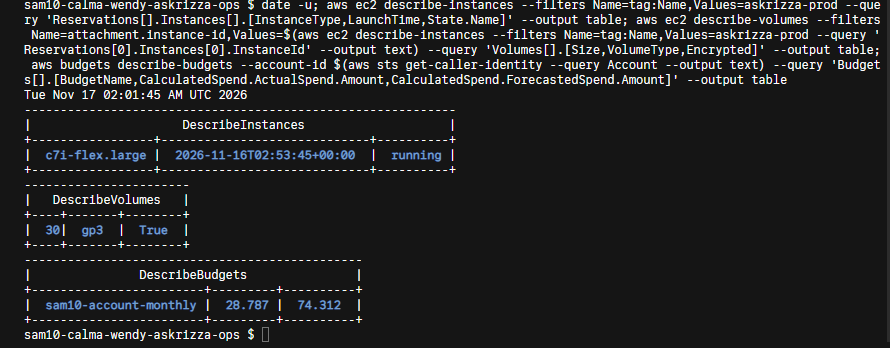 sam10-calma-wendy-askrizza-ops $ date -u; aws ec2 describe-instances --filters Name=tag:Name,Values=askrizza-prod --que
ry 'Reservations[].Instances[].[InstanceType,LaunchTime,State.Name]' --output table; aws ec2 describe-volumes --filters
 Name=attachment.instance-id,Values=$(aws ec2 describe-instances --filters Name=tag:Name,Values=askrizza-prod --query '
Reservations[0].Instances[0].InstanceId' --output text) --query 'Volumes[].[Size,VolumeType,Encrypted]' --output table;
 aws budgets describe-budgets --account-id $(aws sts get-caller-identity --query Account --output text) --query 'Budget
s[].[BudgetName,CalculatedSpend.ActualSpend.Amount,CalculatedSpend.ForecastedSpend.Amount]' --output table
Tue Nov 17 02:01:45 AM UTC 2026
-----------------------------------------------------------
|                    DescribeInstances                    |
+----------------+----------------------------+-----------+
|  c7i-flex.large |  2026-11-16T02:53:45+00:00  |  running |
+----------------+----------------------------+-----------+
----------------------
|   DescribeVolumes   |
+----+-------+--------+
|  30|  gp3  |  True  |
+----+-------+--------+
---------------------------------------------
|              DescribeBudgets              |
+-----------------------+---------+----------+
|  sam10-account-monthly |  28.787 |  74.312  |
+-----------------------+---------+----------+
sam10-calma-wendy-askrizza-ops $